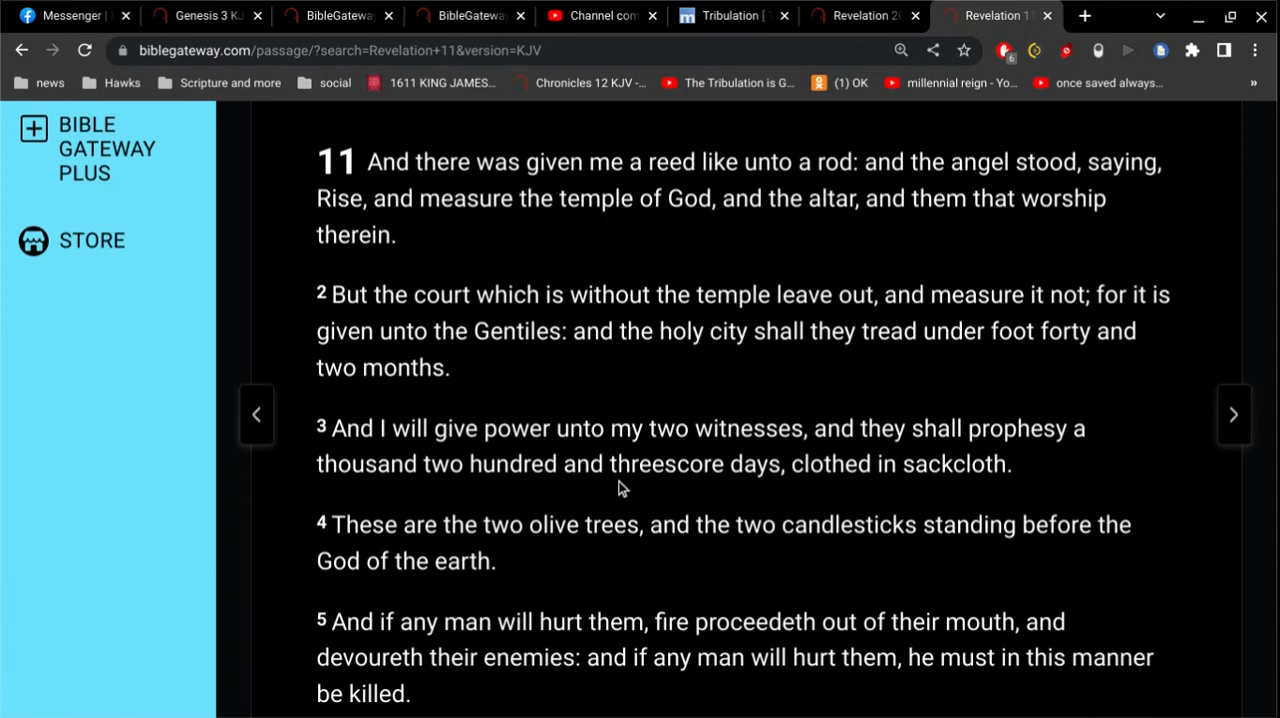 Messenger |
Genesis 3 KJ
BibleGateway
BibleGatewa
Channel com
Tribulation [
Revelation 20
Revelation 1
biblegateway.com/passage/?search=Revelation+11&version=KJV
6
news
Hawks
Scripture and more
social
1611 KING JAMES...
Chronicles 12 KJV -...
The Tribulation is G...
(1) OK
millennial reign - Yo...
once saved always...
»
BIBLE
GATEWAY
PLUS
STORE
11 And there was given me a reed like unto a rod: and the angel stood, saying,
Rise, and measure the temple of God, and the altar, and them that worship
therein.
2 But the court which is without the temple leave out, and measure it not; for it is
given unto the Gentiles: and the holy city shall they tread under foot forty and
two months.
3 And I will give power unto my two witnesses, and they shall prophesy a
thousand two hundred and threescore days, clothed in sackcloth.
4 These are the two olive trees, and the two candlesticks standing before the
God of the earth.
5 And if any man will hurt them, fire proceedeth out of their mouth, and
devoureth their enemies: and if any man will hurt them, he must in this manner
be killed.